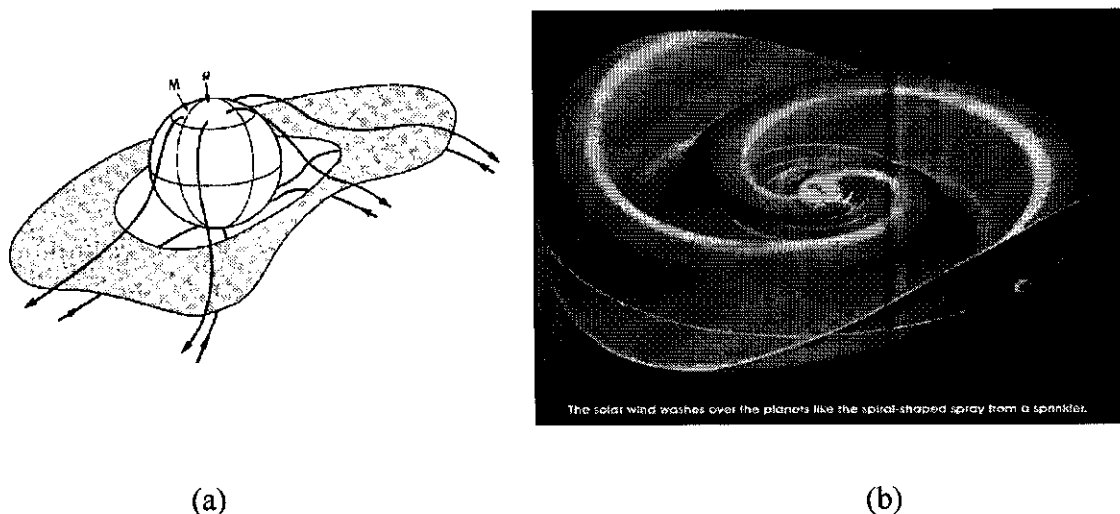 M
The solar wind washes over the planets like the spiral-shaped spray from a sprinkler.
(a)
(b)